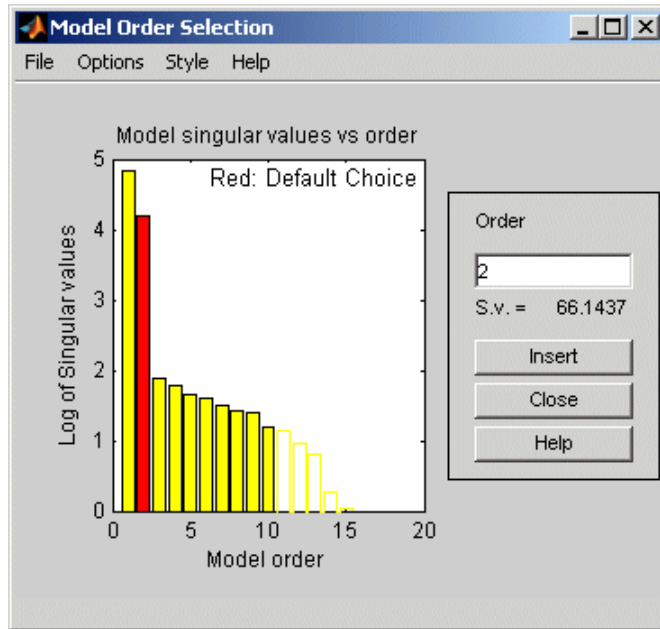 Model Order Selection
File Options Style Help
Model singular values vs order
Red: Default Choice
Log of Singular values
5
4
3
2
1
0
0 5 10 15 20
Model order
Order
2
S.v. = 66.1437
Insert
Close
Help